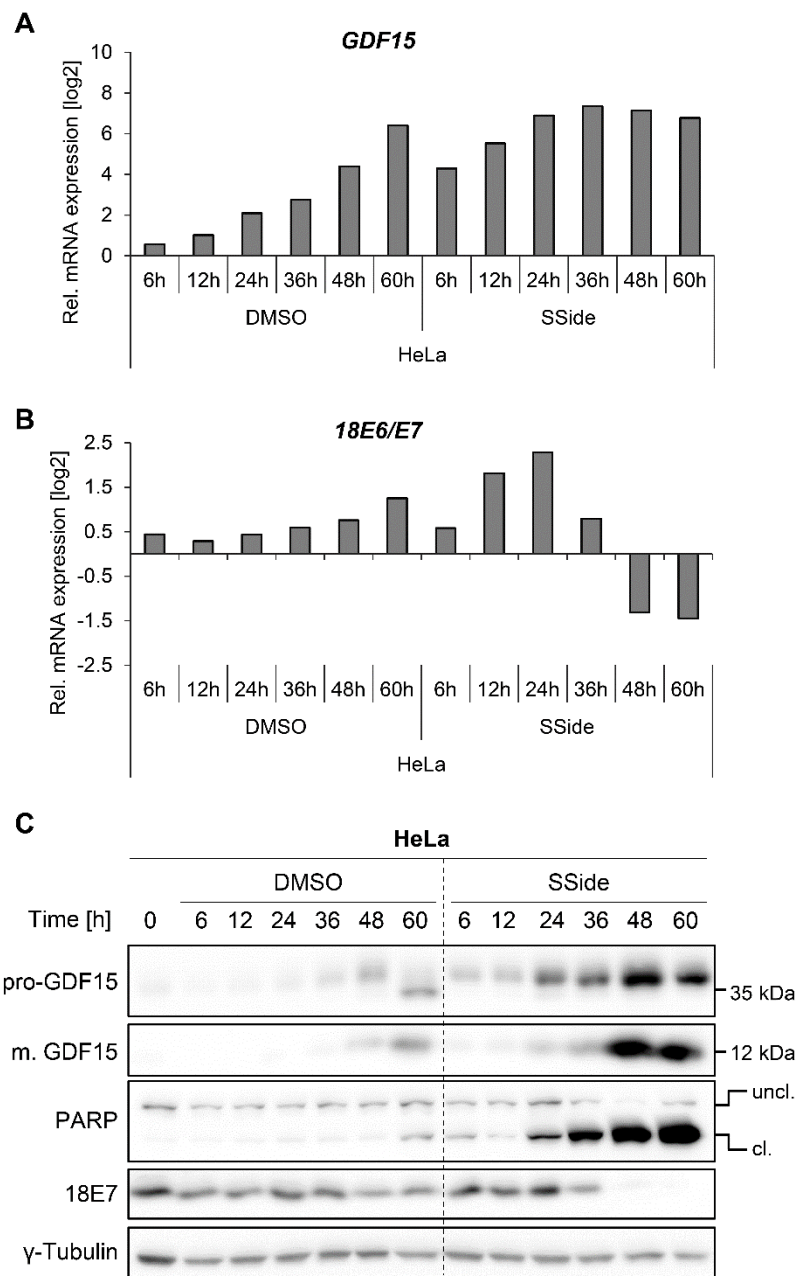 A
GDF15
Rel. mRNA expression [log2]
10
8
6
4
2
0
6h 12h 24h 36h 48h 60h 6h 12h 24h 36h 48h 60h
DMSO SSide
HeLa
B
18E6/E7
Rel. mRNA expression [log2]
2.5
1.5
0.5
-0.5
-1.5
-2.5
6h 12h 24h 36h 48h 60h 6h 12h 24h 36h 48h 60h
DMSO SSide
HeLa
C
HeLa
DMSO SSide
Time [h] 0 6 12 24 36 48 60 6 12 24 36 48 60
pro-GDF15 35 kDa
m. GDF15 12 kDa
uncl.
PARP
cl.
18E7
γ-Tubulin